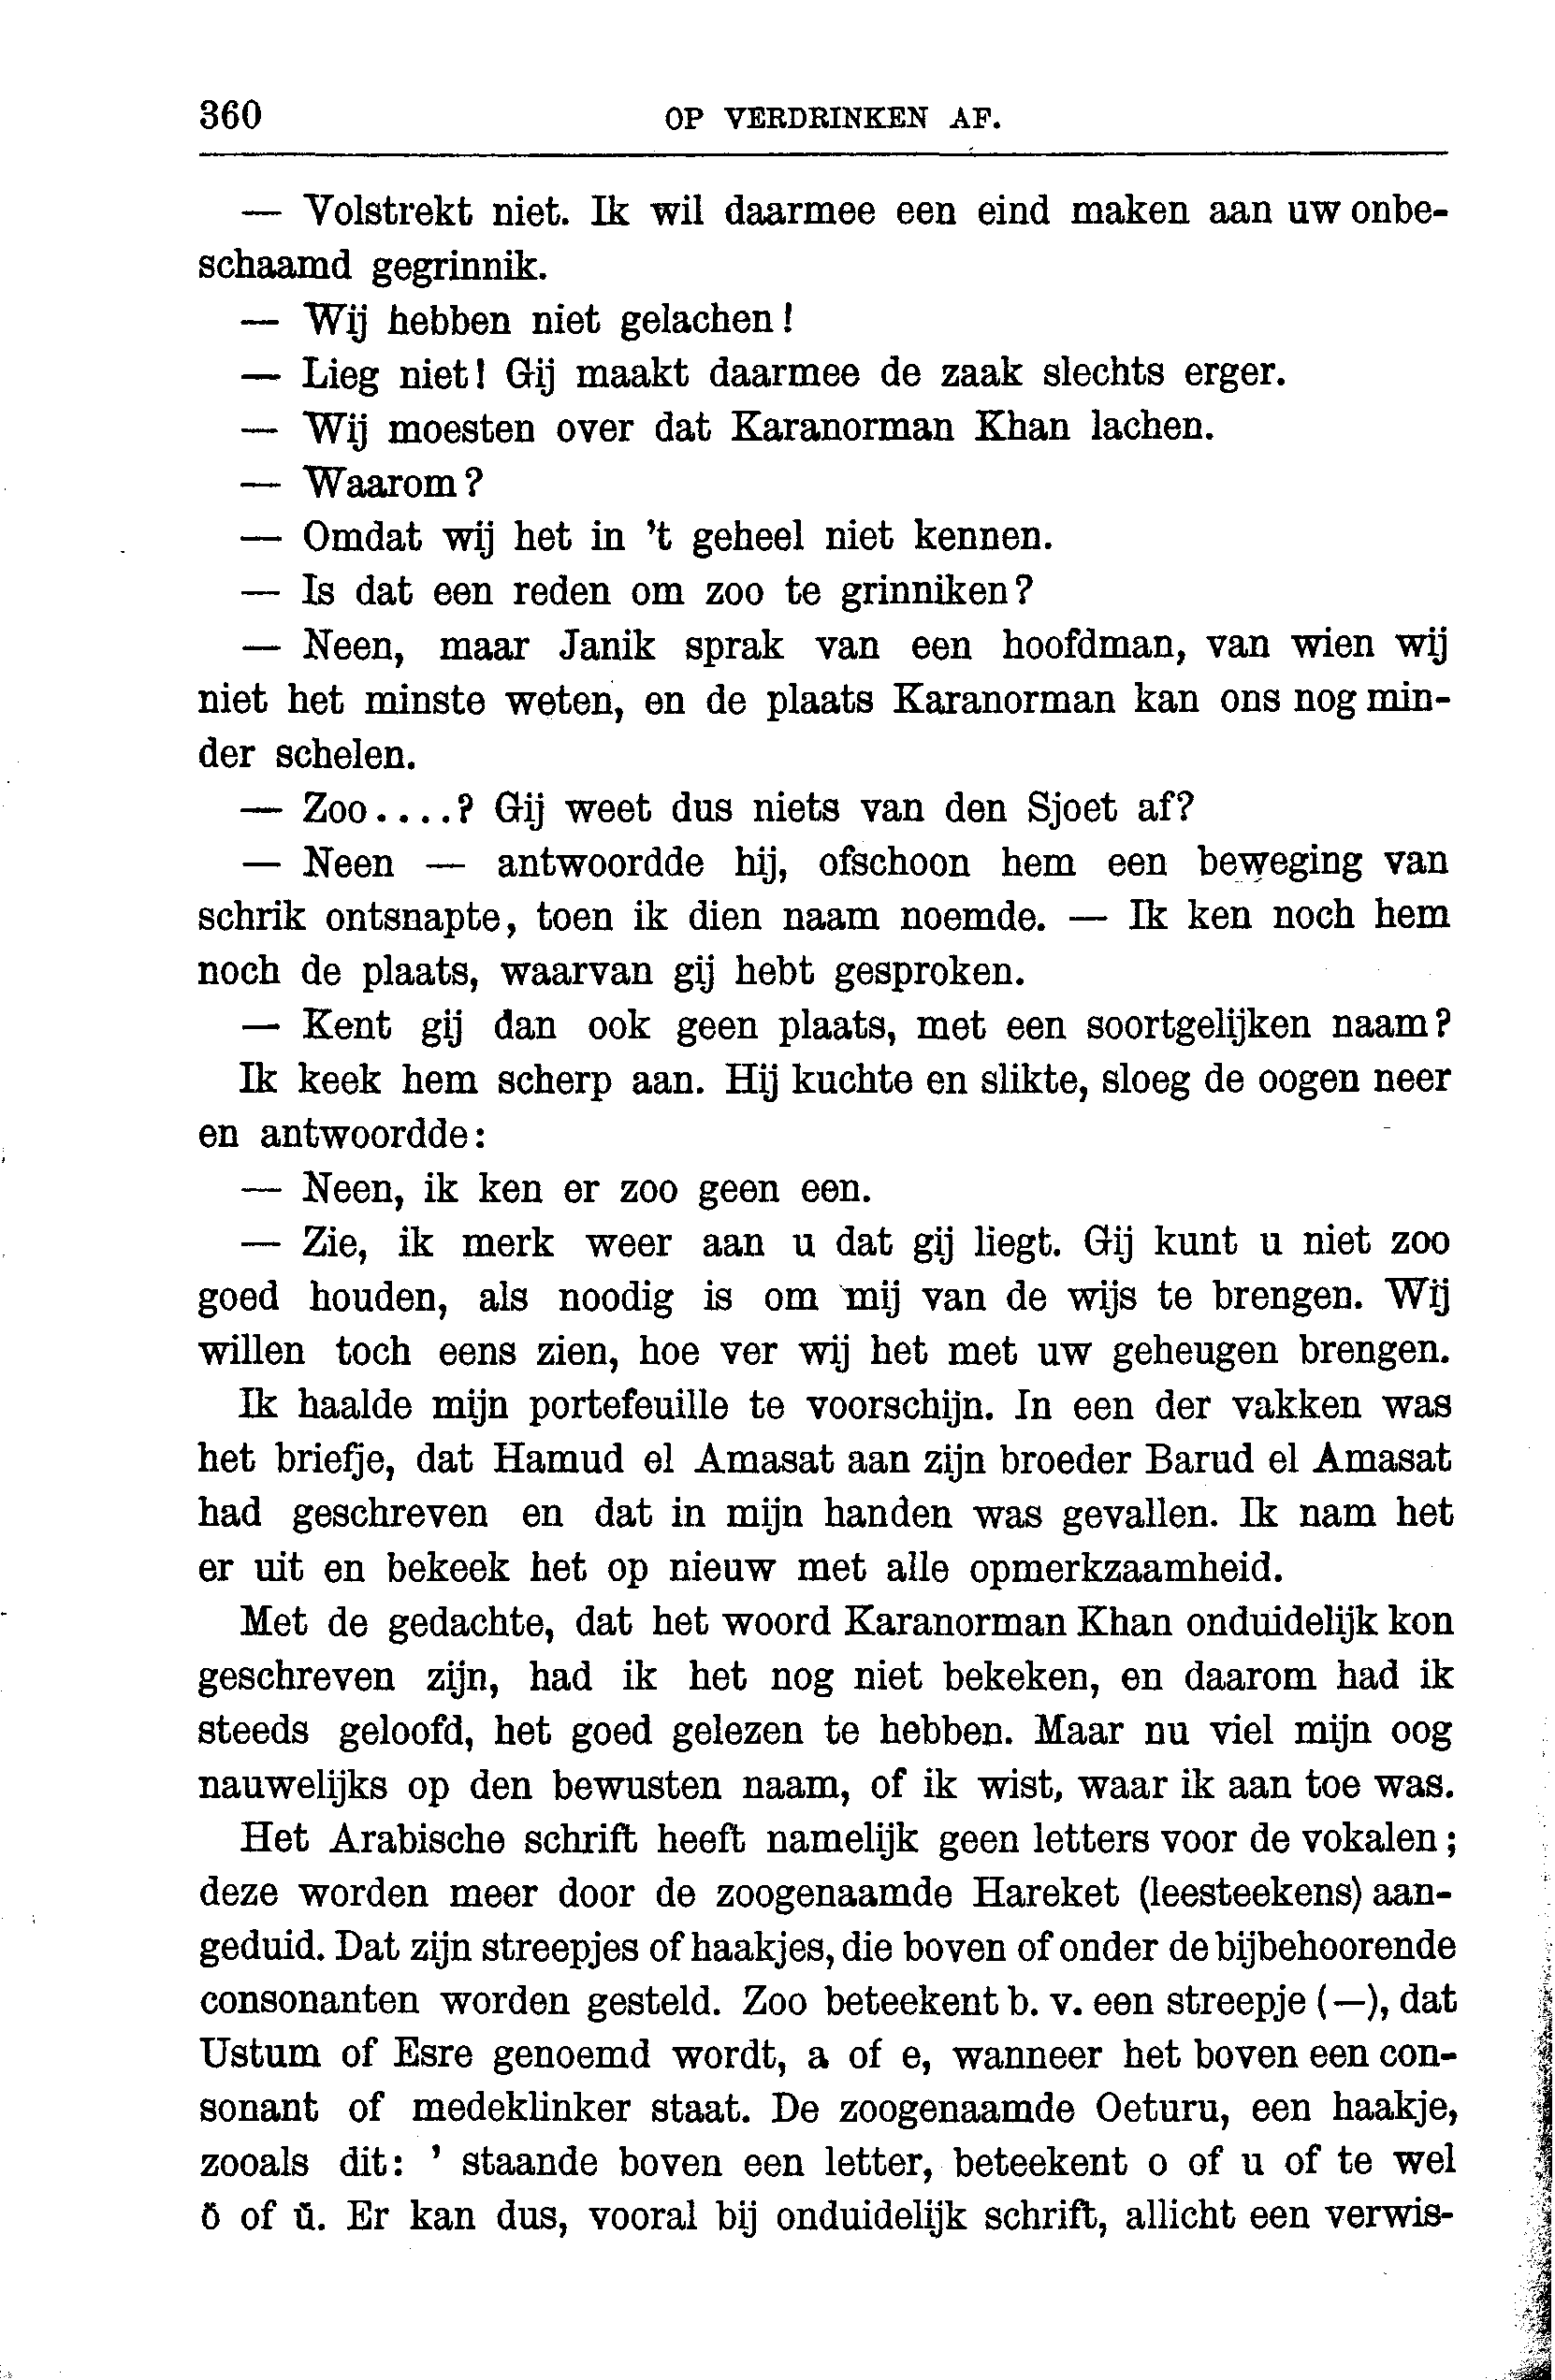 360 OP VERDRINKEN AF.
— Volstrekt niet. Ik wil daarmee een eind maken aan uw onbe-
schaamd gegrinnik.
— Wij hebben niet gelachen!
— Lieg niet! Gij maakt daarmee de zaak slechts erger.
— Wij moesten over dat Karanorman Khan lachen.
— Waarom?
— Omdat wij het in 't geheel niet kennen.
— Is dat een reden om zoo te grinniken?
— Neen, maar Janik sprak van een hoofdman, van wien wij
niet het minste weten, en de plaats Karanorman kan ons nog min-
der schelen.
— Zoo....? Gij weet dus niets van den Sjoet af?
— Neen — antwoordde hij, ofschoon hem een beweging van
schrik ontsnapte, toen ik dien naam noemde. — Ik ken noch hem
noch de plaats, waarvan gij hebt gesproken.
— Kent gij dan ook geen plaats, met een soortgelijken naam?
Ik keek hem scherp aan. Hij kuchte en slikte, sloeg de oogen neer
en antwoordde:
— Neen, ik ken er zoo geen een.
— Zie, ik merk weer aan u dat gij liegt. Gij kunt u niet zoo
goed houden, als noodig is om mij van de wijs te brengen. Wij
willen toch eens zien, hoe ver wij het met uw geheugen brengen.
Ik haalde mijn portefeuille te voorschijn. In een der vakken was
het briefje, dat Hamud el Amasat aan zijn broeder Barud el Amasat
had geschreven en dat in mijn handen was gevallen. Ik nam het
er uit en bekeek het op nieuw met alle opmerkzaamheid.
Met de gedachte, dat het woord Karanorman Khan onduidelijk kon
geschreven zijn, had ik het nog niet bekeken, en daarom had ik
steeds geloofd, het goed gelezen te hebben. Maar nu viel mijn oog
nauwelijks op den bewusten naam, of ik wist, waar ik aan toe was.
Het Arabische schrift heeft namelijk geen letters voor de vokalen;
deze worden meer door de zoogenaamde Hareket (leesteekens) aan-
geduid. Dat zijn streepjes of haakjes, die boven of onder de bijbehoorende
consonanten worden gesteld. Zoo beteekent b. v. een streepje (—), dat
Ustum of Esre genoemd wordt, a of e, wanneer het boven een con-
sonant of medeklinker staat. De zoogenaamde Oeturu, een haakje,
zooals dit: ’ staande boven een letter, beteekent o of u of te wel
ö of ü. Er kan dus, vooral bij onduidelijk schrift, allicht een verwis-